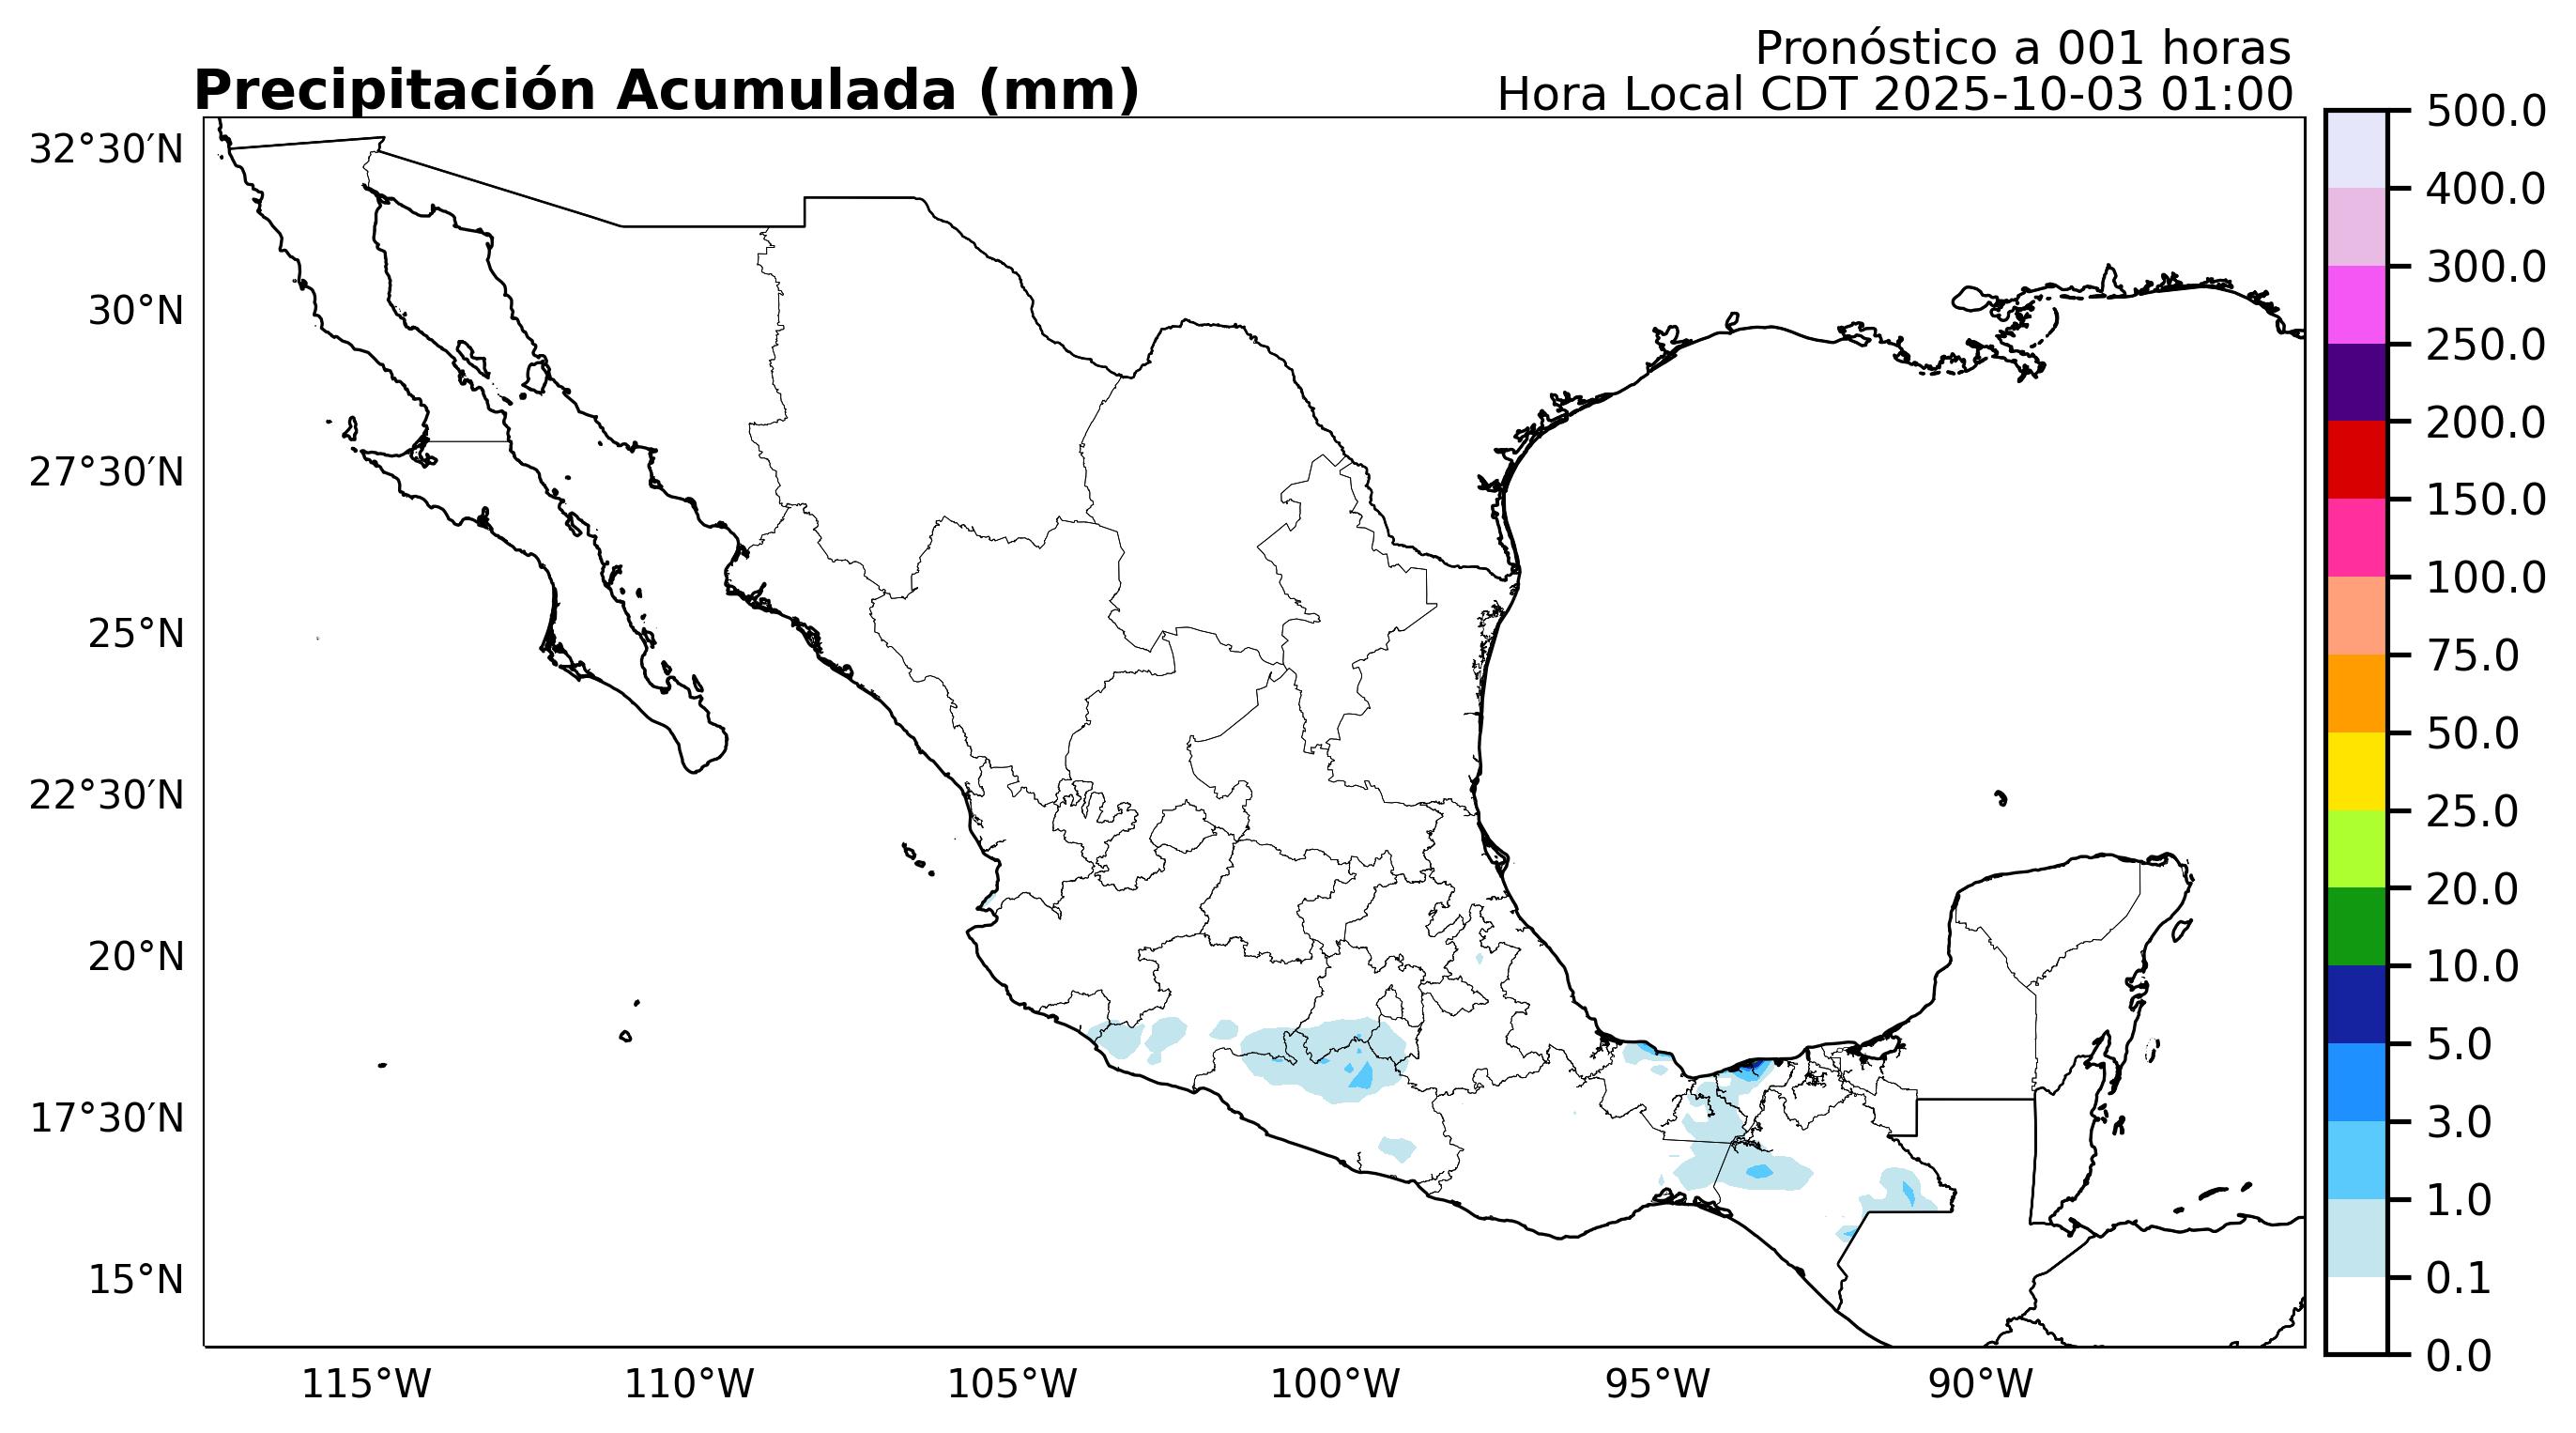 Pronóstico a 001 horas
Precipitación Acumulada (mm)
Hora Local CDT 2025-10-03 01:00
32°30′N
30°N
27°30′N
25°N
22°30′N
20°N
17°30′N
15°N
115°W
110°W
105°W
100°W
95°W
90°W
500.0
400.0
300.0
250.0
200.0
150.0
100.0
75.0
50.0
25.0
20.0
10.0
5.0
3.0
1.0
0.1
0.0